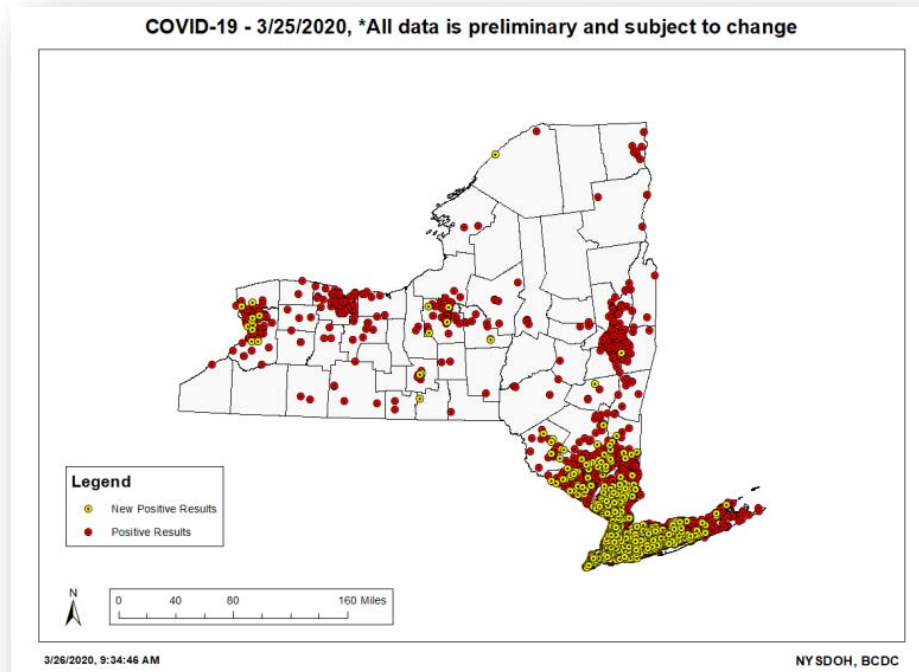 COVID-19 - 3/25/2020, *All data is preliminary and subject to change
Legend
New Positive Results
Positive Results
N
0 40 80 160 Miles
3/26/2020, 9:34:46 AM
NYSDOH, BCDC